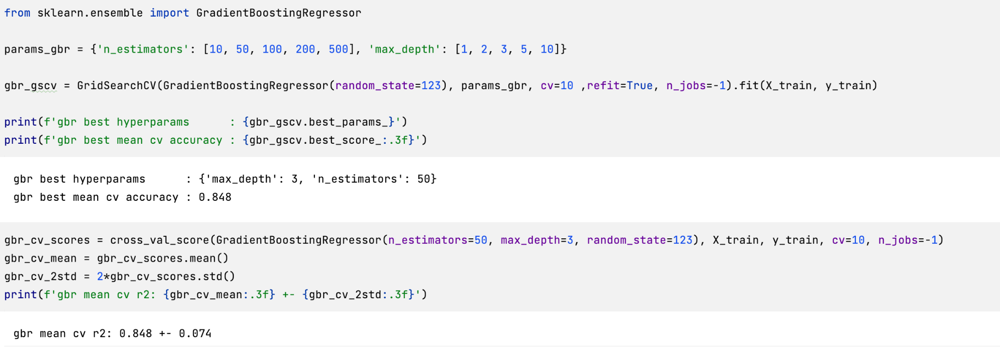 from sklearn.ensemble import GradientBoostingRegressor
params_gbr = {'n_estimators': [10, 50, 100, 200, 500], 'max_depth': [1, 2, 3, 5, 10]}
gbr_gscv = GridSearchCV(GradientBoostingRegressor(random_state=123), params_gbr, cv=10 ,refit=True, n_jobs=-1).fit(X_train, y_train)
print(f'gbr best hyperparams      : {gbr_gscv.best_params_}')
print(f'gbr best mean cv accuracy : {gbr_gscv.best_score_:.3f}')
gbr best hyperparams      : {'max_depth': 3, 'n_estimators': 50}
gbr best mean cv accuracy : 0.848
gbr_cv_scores = cross_val_score(GradientBoostingRegressor(n_estimators=50, max_depth=3, random_state=123), X_train, y_train, cv=10, n_jobs=-1)
gbr_cv_mean = gbr_cv_scores.mean()
gbr_cv_2std = 2*gbr_cv_scores.std()
print(f'gbr mean cv r2: {gbr_cv_mean:.3f} +- {gbr_cv_2std:.3f}')
gbr mean cv r2: 0.848 +- 0.074